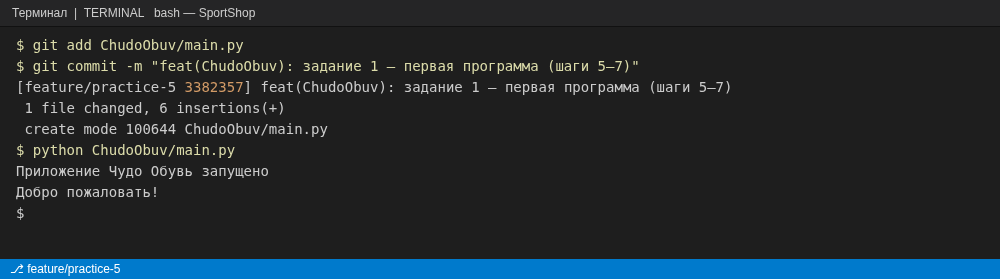 Терминал | TERMINAL bash — SportShop
$ git add ChudoObuv/main.py
$ git commit -m "feat(ChudoObuv): задание 1 — первая программа (шаги 5–7)"
[feature/practice-5 3382357] feat(ChudoObuv): задание 1 — первая программа (шаги 5–7)
1 file changed, 6 insertions(+)
create mode 100644 ChudoObuv/main.py
$ python ChudoObuv/main.py
Приложение Чудо Обувь запущено
Добро пожаловать!
$
⎇ feature/practice-5